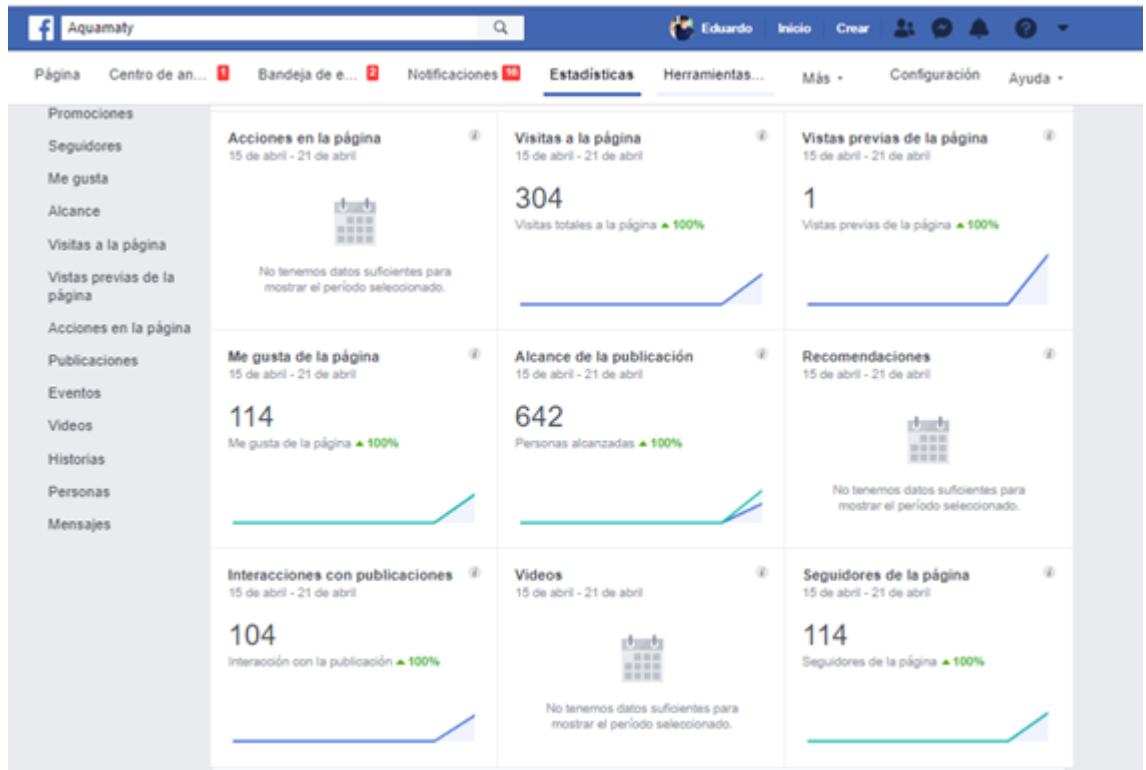 Aquamaty
Eduardo Inicio Crear
Página Centro de an... 1 Bandeja de e... 2 Notificaciones 16 Estadísticas Herramientas... Más Configuración Ayuda
Promociones
Seguidores
Me gusta
Alcance
Visitas a la página
Vistas previas de la
página
Acciones en la página
Publicaciones
Eventos
Videos
Historias
Personas
Mensajes
Acciones en la página
15 de abril - 21 de abril
No tenemos datos suficientes para
mostrar el período seleccionado.
Visitas a la página
15 de abril - 21 de abril
304
Visitas totales a la página ▲ 100%
Vistas previas de la página
15 de abril - 21 de abril
1
Vistas previas de la página ▲ 100%
Me gusta de la página
15 de abril - 21 de abril
114
Me gusta de la página ▲ 100%
Alcance de la publicación
15 de abril - 21 de abril
642
Personas alcanzadas ▲ 100%
Recomendaciones
15 de abril - 21 de abril
No tenemos datos suficientes para
mostrar el período seleccionado.
Interacciones con publicaciones
15 de abril - 21 de abril
104
Interacción con la publicación ▲ 100%
Videos
15 de abril - 21 de abril
No tenemos datos suficientes para
mostrar el período seleccionado.
Seguidores de la página
15 de abril - 21 de abril
114
Seguidores de la página ▲ 100%